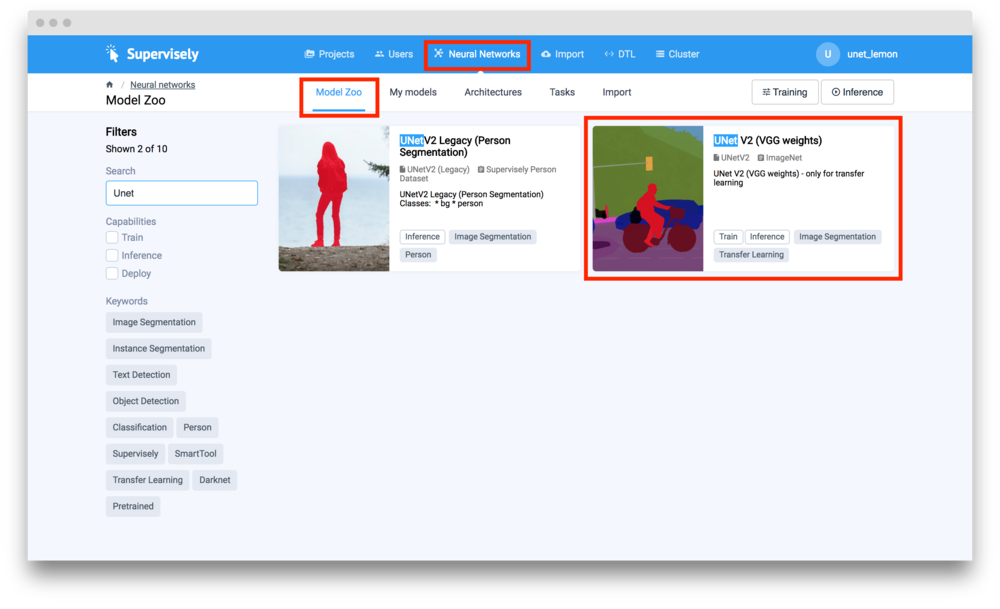 Supervisely
Projects Users Neural Networks Import DTL Cluster
U unet_lemon
/ Neural networks
Model Zoo
Model Zoo My models Architectures Tasks Import
Training Inference
Filters
Shown 2 of 10
Search
Unet
Capabilities
Train
Inference
Deploy
Keywords
Image Segmentation
Instance Segmentation
Text Detection
Object Detection
Classification Person
Supervisely SmartTool
Transfer Learning Darknet
Pretrained
UNetV2 Legacy (Person
Segmentation)
UNetV2 (Legacy) Supervisely Person
Dataset
UNetV2 Legacy (Person Segmentation)
Classes: * bg * person
Inference Image Segmentation
Person
UNet V2 (VGG weights)
UNetV2 ImageNet
UNet V2 (VGG weights) - only for transfer
learning
Train Inference Image Segmentation
Transfer Learning